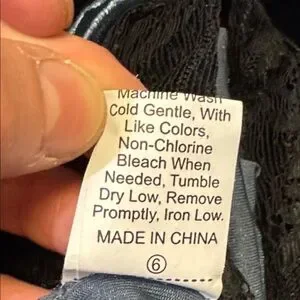 Machine Wash
Cold Gentle, With
Like Colors,
Non-Chlorine
Bleach When
Needed, Tumble
Dry Low, Remove
Promptly, Iron Low.
MADE IN CHINA
6